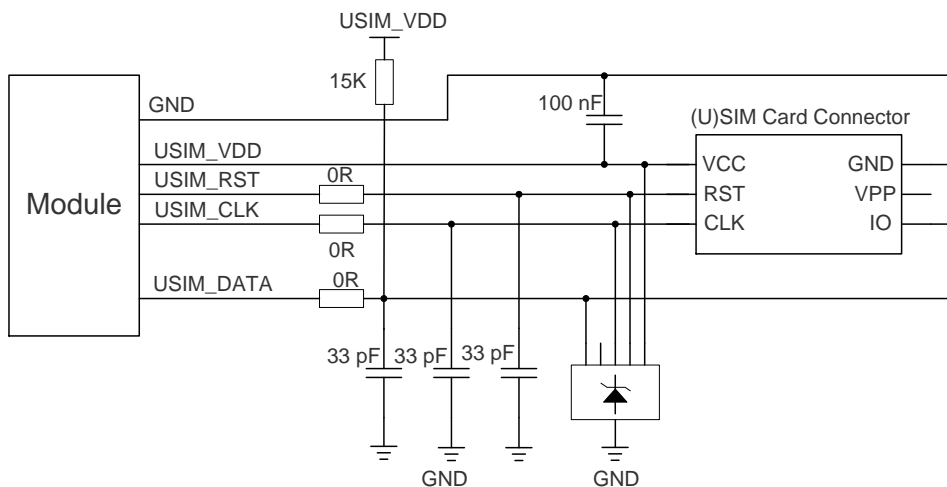 USIM_VDD
15K
GND
100 nF
(U)SIM Card Connector
USIM_VDD
VCC
GND
USIM_RST
0R
RST
VPP
Module
USIM_CLK
CLK
IO
0R
USIM_DATA
0R
33 pF
33 pF
33 pF
GND
GND